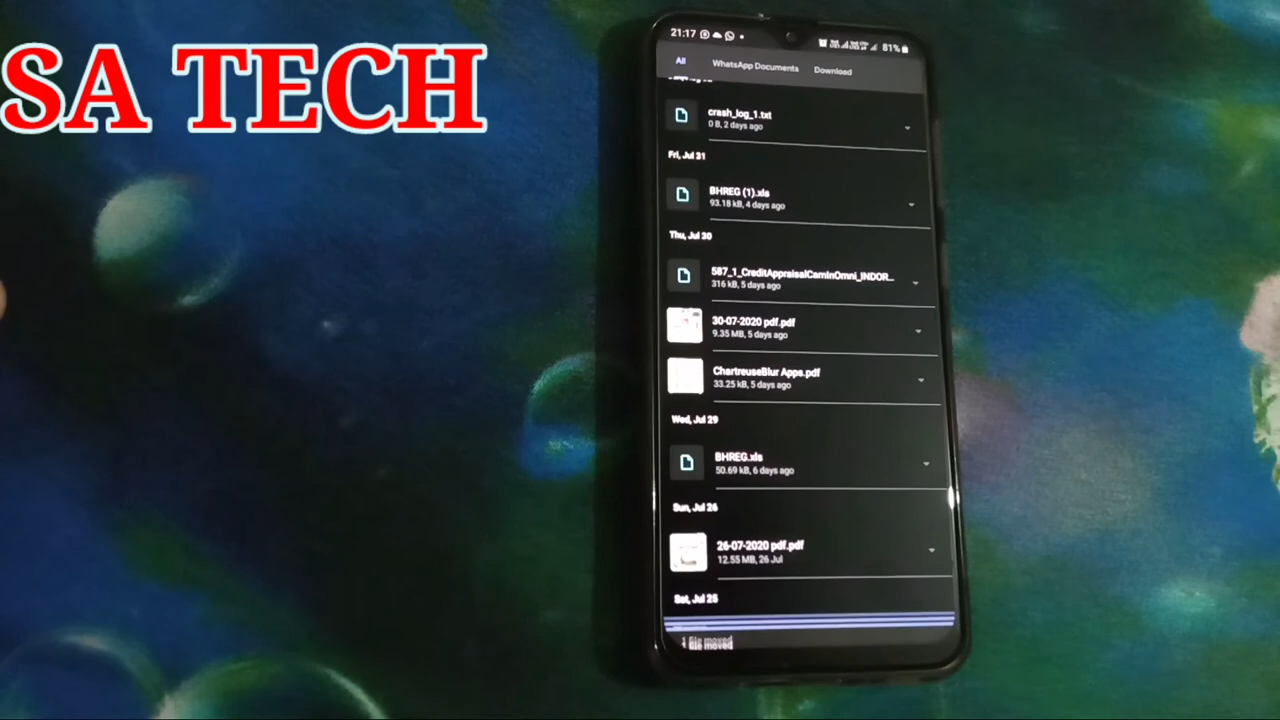 SA TECH
21:17
81%
All
WhatsApp Documents
Download
crash_log_1.txt
0 B, 2 days ago
Fri, Jul 31
BHREG (1).xls
93.18 kB, 4 days ago
Thu, Jul 30
587_1_CreditAppraisalCamInOmni_INDOR...
316 kB, 5 days ago
30-07-2020 pdf.pdf
9.35 MB, 5 days ago
ChartreuseBlur Apps.pdf
33.25 kB, 5 days ago
Wed, Jul 29
BHREG.xls
50.69 kB, 6 days ago
Sun, Jul 26
26-07-2020 pdf.pdf
12.55 MB, 26 Jul
Sat, Jul 25
1 file moved